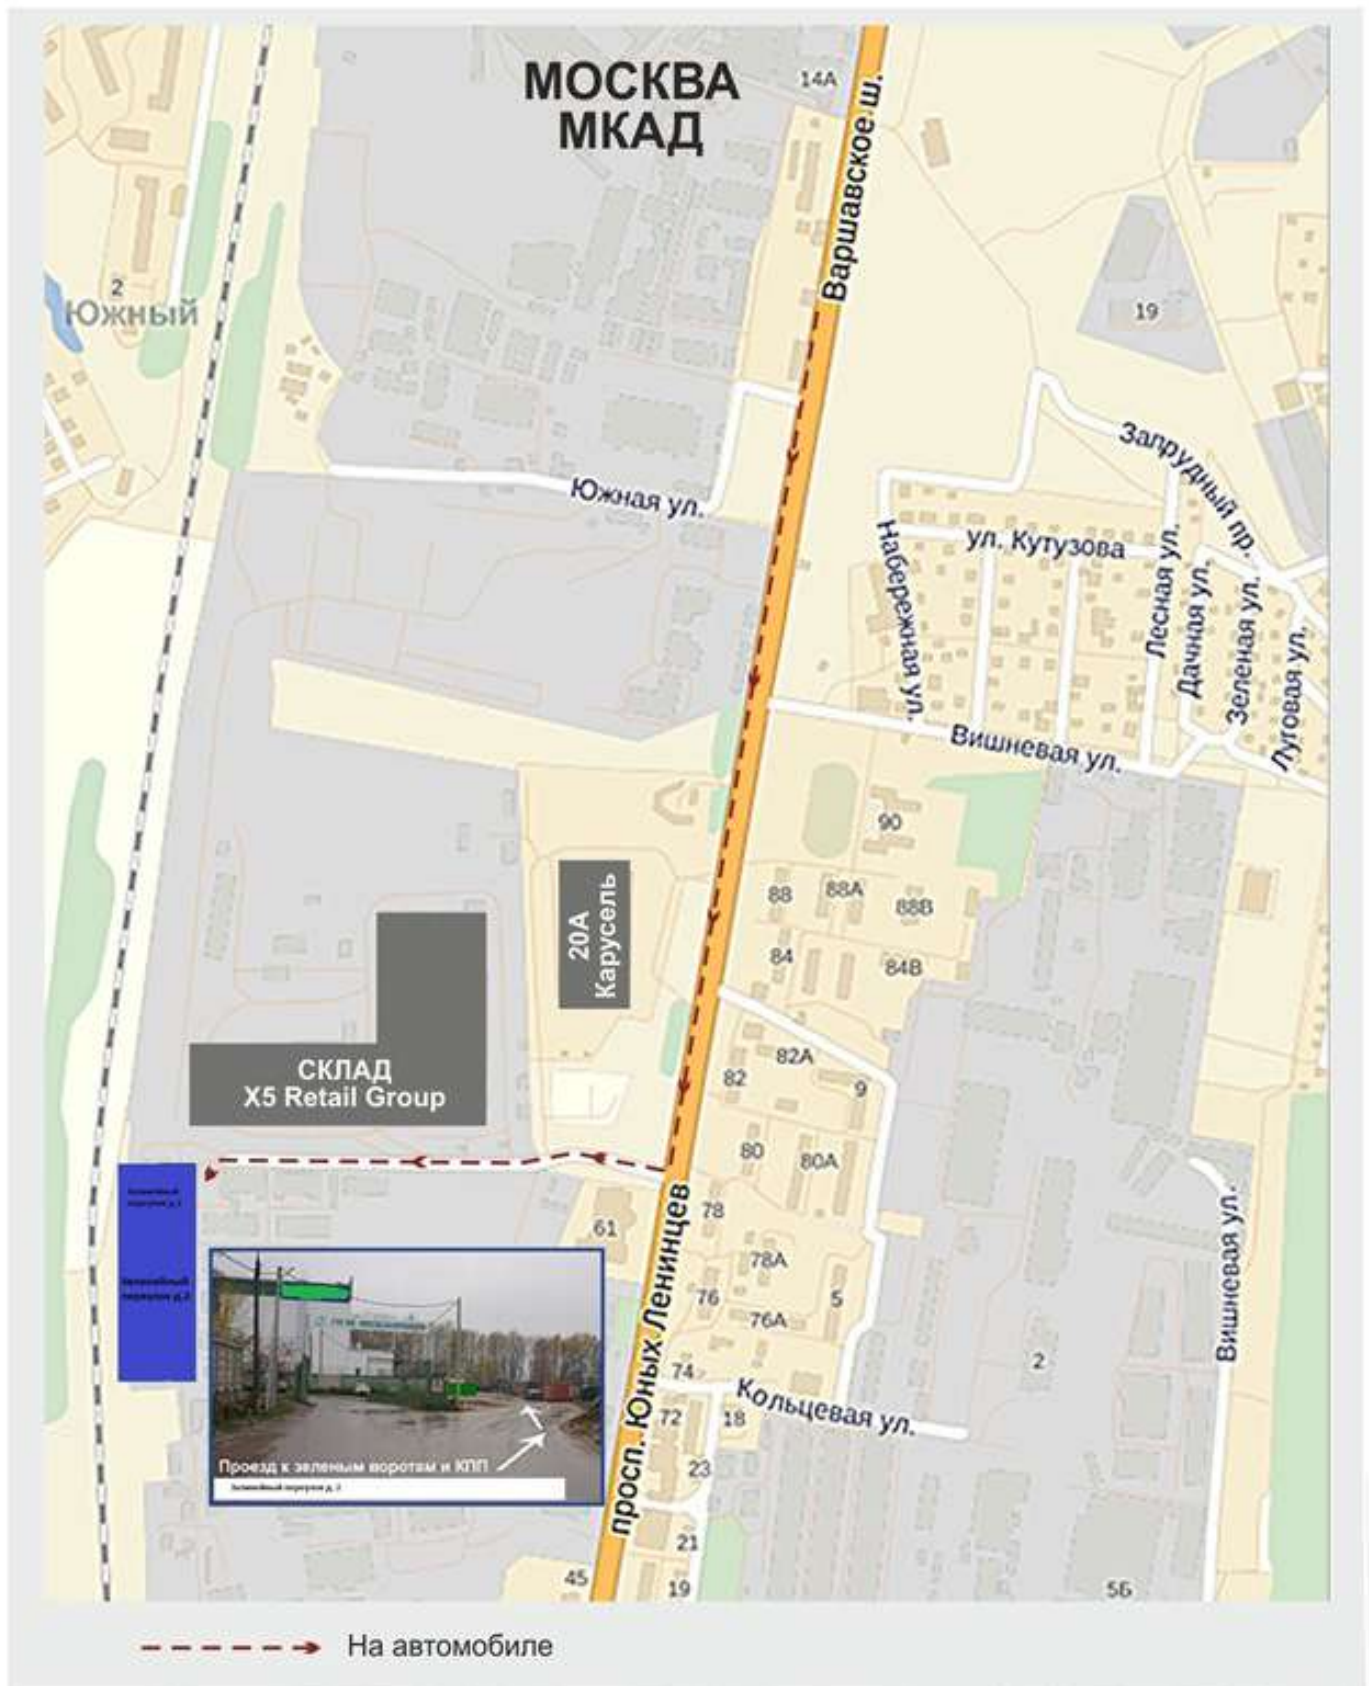 МОСКВА
МКАД
14А
Варшавское ш.
2
Южный
19
Запрудный пр.
Южная ул.
ул. Кутузова
Набережная ул.
Лесная ул.
Дачная ул.
Зеленая ул.
Луговая ул.
Вишневая ул.
90
88
88А
88В
20А
Карусель
84
84В
СКЛАД
X5 Retail Group
82А
82
9
80
80А
78
61
78А
76
76А
5
просп. Юных Ленинцев
Вишневая ул.
2
74
Кольцевая ул.
72
18
Проезд к зеленым воротам и КПП
23
21
45
19
5Б
На автомобиле